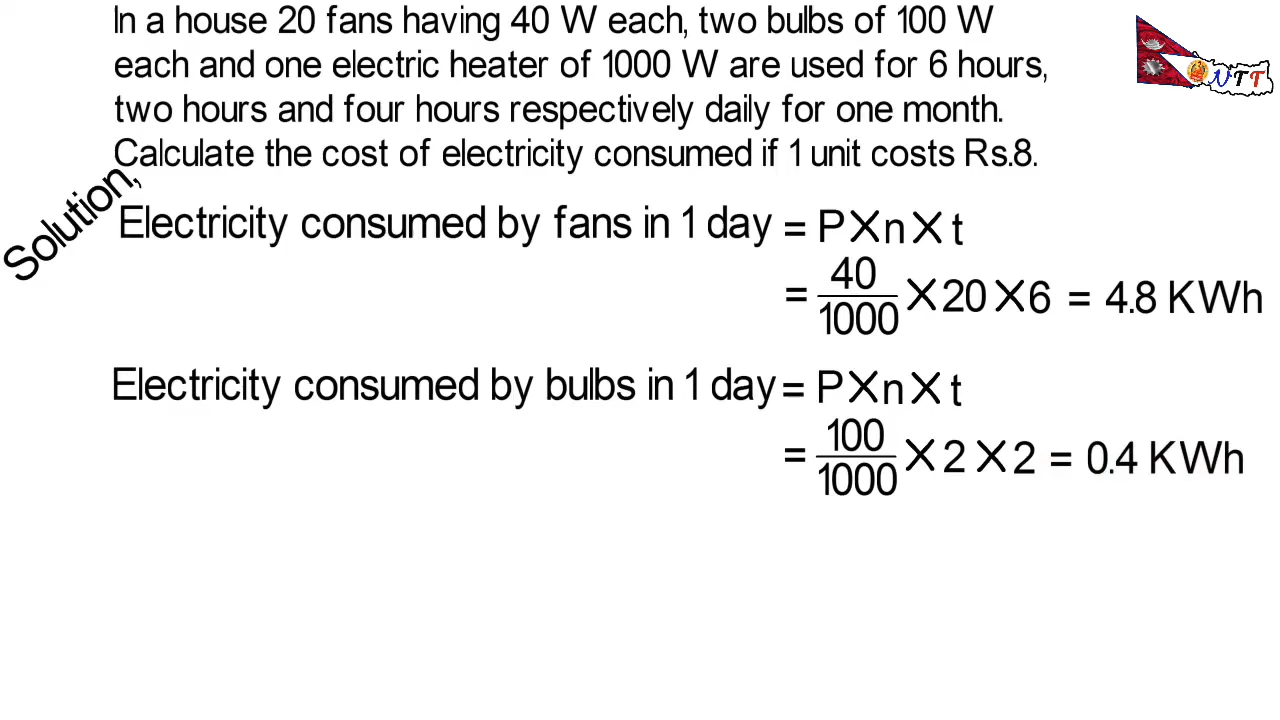 In a house 20 fans having 40 W each, two bulbs of 100 W
each and one electric heater of 1000 W are used for 6 hours,
two hours and four hours respectively daily for one month.
Calculate the cost of electricity consumed if 1 unit costs Rs.8.
NTT
Solution,
Electricity consumed by fans in 1 day = P×n×t
= 40/1000 ×20 ×6 = 4.8 KWh
Electricity consumed by bulbs in 1 day = P×n×t
= 100/1000 ×2 ×2 = 0.4 KWh